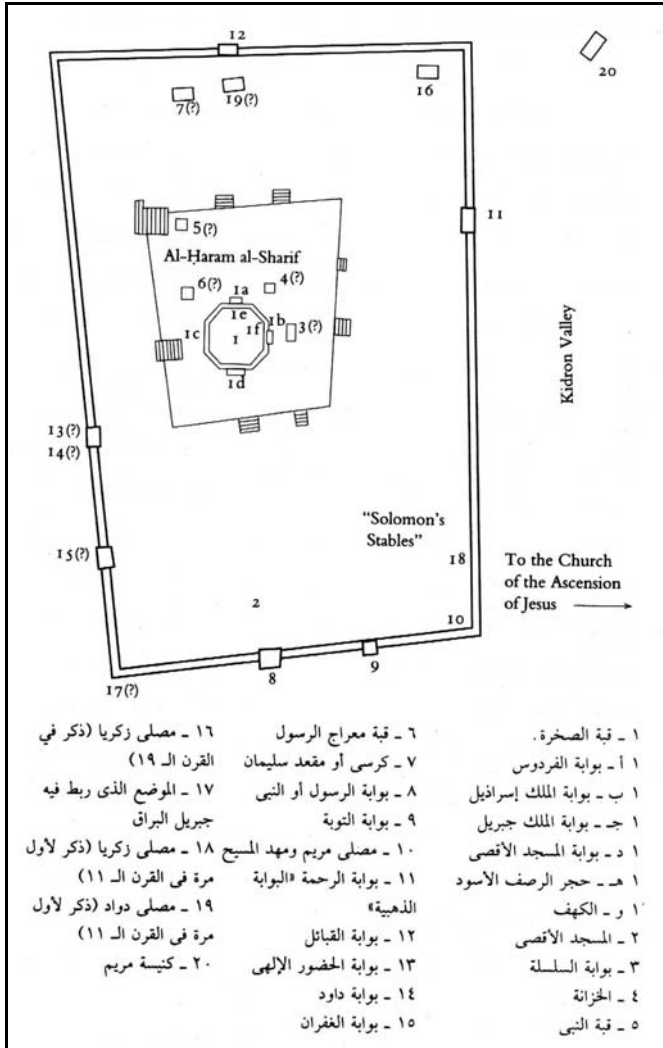 12
20
7(?)
19(?)
16
11
5(?)
Al-Ḥaram al-Sharif
6(?)
4(?)
1a
1e
1c
1f
1b
3(?)
1
1d
Kidron Valley
13(?)
14(?)
15(?)
"Solomon's
Stables"
18
To the Church
of the Ascension
of Jesus
2
10
17(?)
8
9
١ ـ قبة الصخرة.
١ أ ـ بوابة الفردوس
١ ب ـ بوابة الملك إسرافيل
١ جـ ـ بوابة الملك جبريل
١ د ـ بوابة المسجد الأقصى
١ هـ ـ حجر الرصف الأسود
١ و ـ الكهف
٢ ـ المسجد الأقصى
٣ ـ بوابة السلسلة
٤ ـ الخزانة
٥ ـ قبة النبى
٦ ـ قبة معراج الرسول
٧ ـ كرسى أو مقعد سليمان
٨ ـ بوابة الرسول أو النبى
٩ ـ بوابة التوبة
١٠ ـ مصلى مريم ومهد المسيح
١١ ـ بوابة الرحمة «البوابة
الذهبية»
١٢ ـ بوابة القبائل
١٣ ـ بوابة الحضور الإلهى
١٤ ـ بوابة داود
١٥ ـ بوابة الغفران
١٦ ـ مصلى زكريا (ذكر في
القرن الـ ١٩)
١٧ ـ الموضع الذى ربط فيه
جبريل البراق
١٨ ـ مصلى زكريا (ذكر لأول
مرة فى القرن الـ ١١)
١٩ ـ مصلى دواد (ذكر لأول
مرة فى القرن الـ ١١)
٢٠ ـ كنيسة مريم